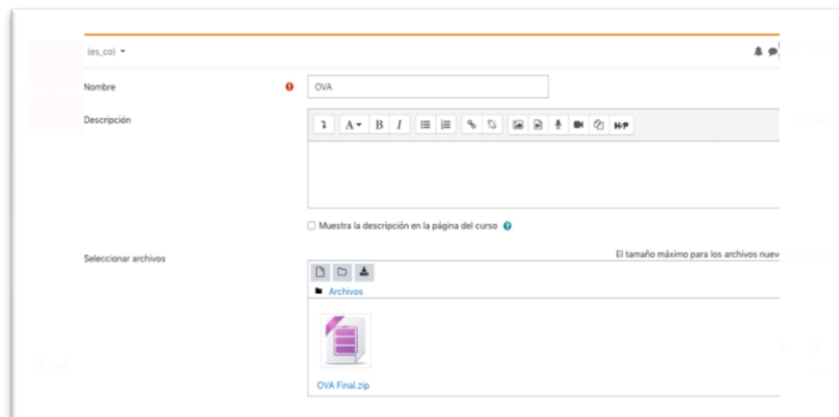 (es_co)
Nombre
OVA
Descripción
A B I H-P
Muestra la descripción en la página del curso
Seleccionar archivos
El tamaño máximo para los archivos nuev
Archivos
OVA Final.zip